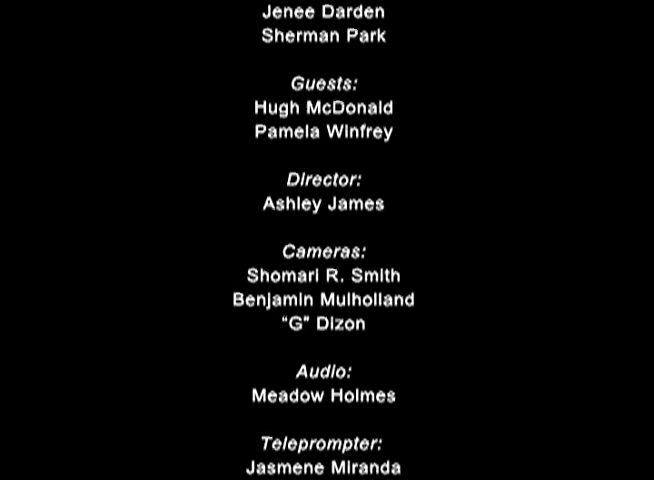 Jenee Darden
Sherman Park
Guests:
Hugh McDonald
Pamela Winfrey
Director:
Ashley James
Cameras:
Shomari R. Smith
Benjamin Mulholland
“G” Dizon
Audio:
Meadow Holmes
Teleprompter:
Jasmene Miranda